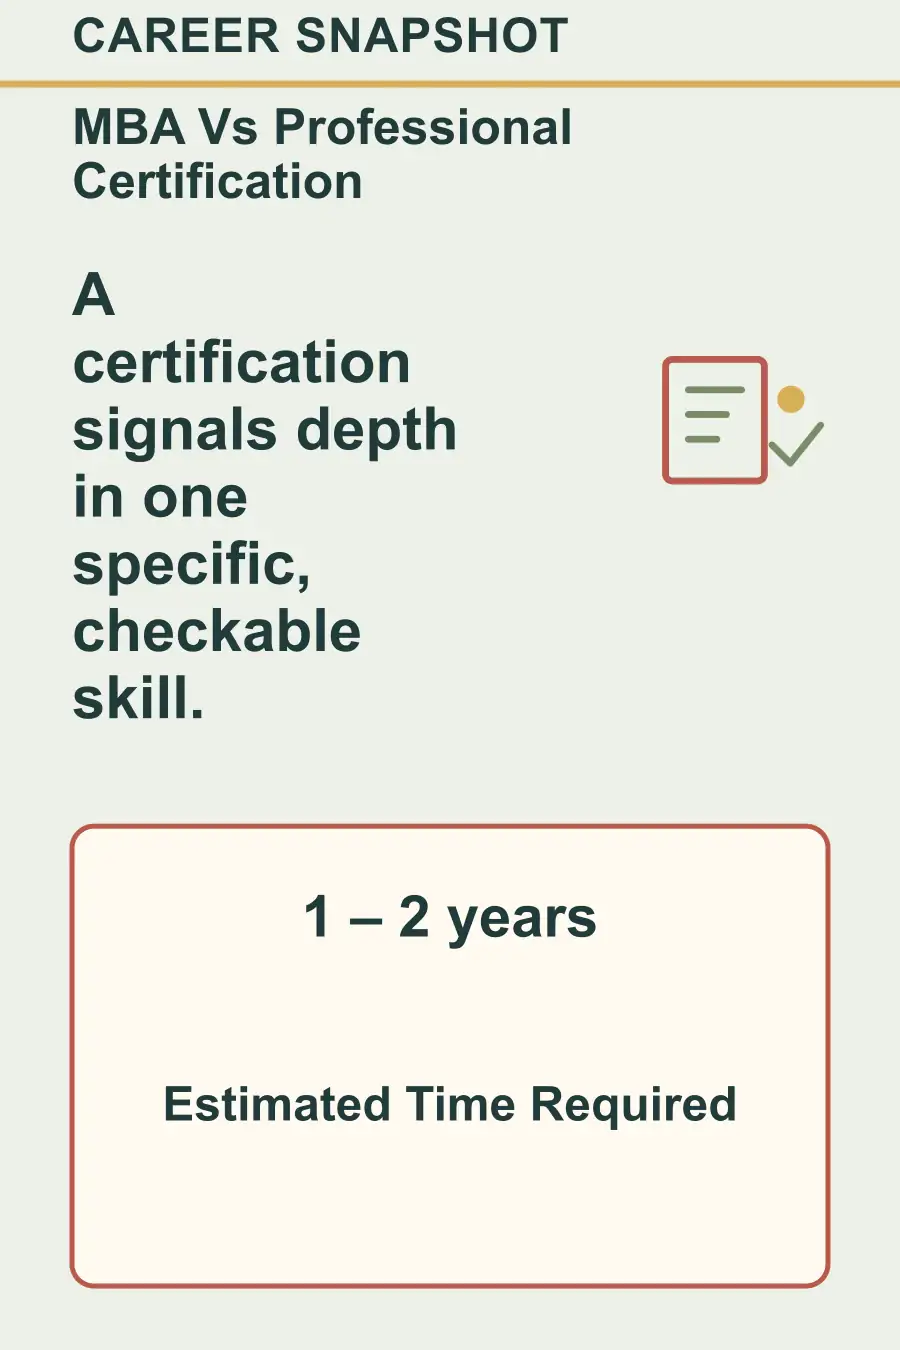 CAREER SNAPSHOT
MBA Vs Professional
Certification
A
certification
signals depth
in one
specific,
checkable
skill.
1 – 2 years
Estimated Time Required